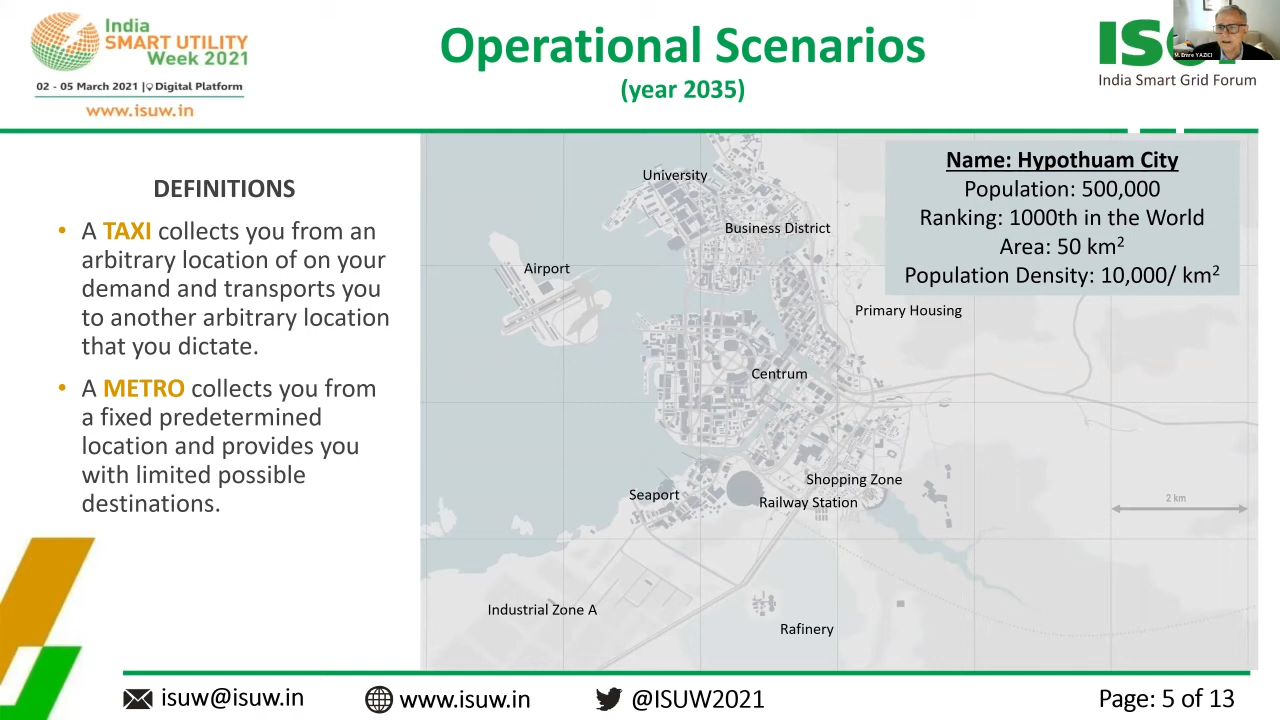 India
SMART UTILITY
Week 2021
02 - 05 March 2021 | Digital Platform
www.isuw.in
Operational Scenarios
(year 2035)
M. Emre YAZICI
India Smart Grid Forum
DEFINITIONS
• A TAXI collects you from an
arbitrary location of on your
demand and transports you
to another arbitrary location
that you dictate.
• A METRO collects you from
a fixed predetermined
location and provides you
with limited possible
destinations.
Name: Hypothuam City
Population: 500,000
Ranking: 1000th in the World
Area: 50 km²
Population Density: 10,000/ km²
University
Business District
Airport
Primary Housing
Centrum
Shopping Zone
Seaport
Railway Station
2 km
Industrial Zone A
Rafinery
isuw@isuw.in
www.isuw.in
@ISUW2021
Page: 5 of 13